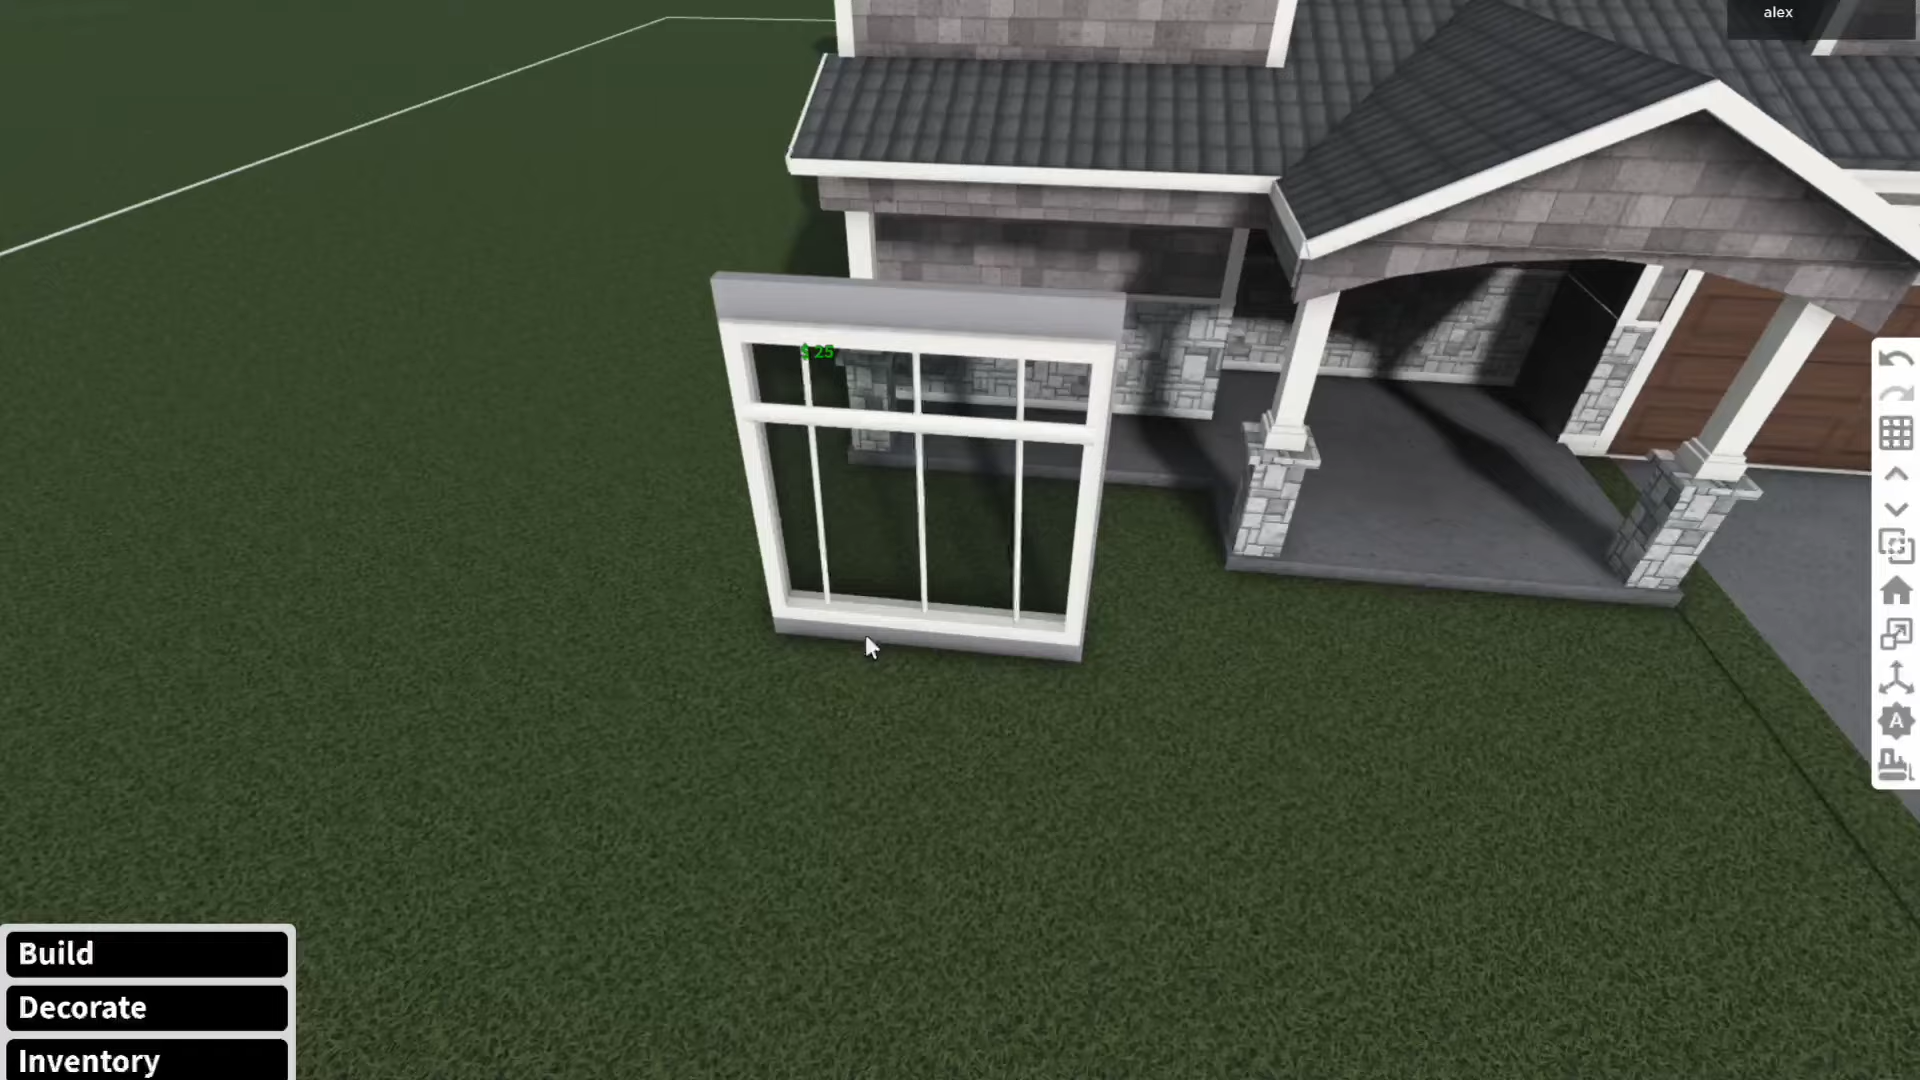 alex
$ 25
A
Build
Decorate
Inventory